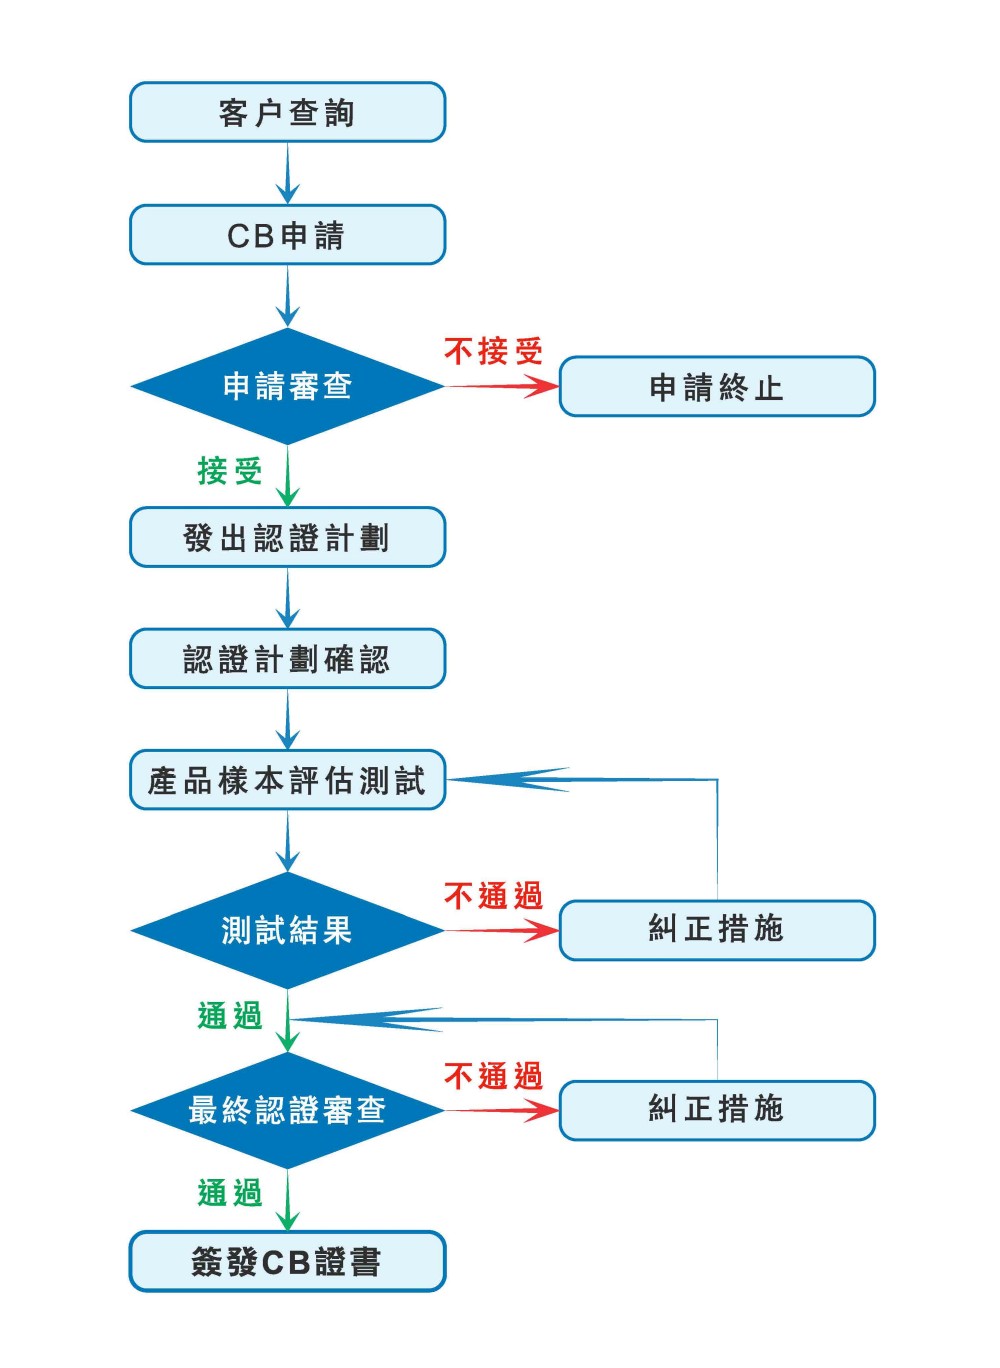 客户查詢
CB申請
不接受
申請審查
申請終止
接受
發出認證計劃
認證計劃確認
產品樣本評估測試
不通過
測試結果
糾正措施
通過
不通過
最終認證審查
糾正措施
通過
簽發CB證書